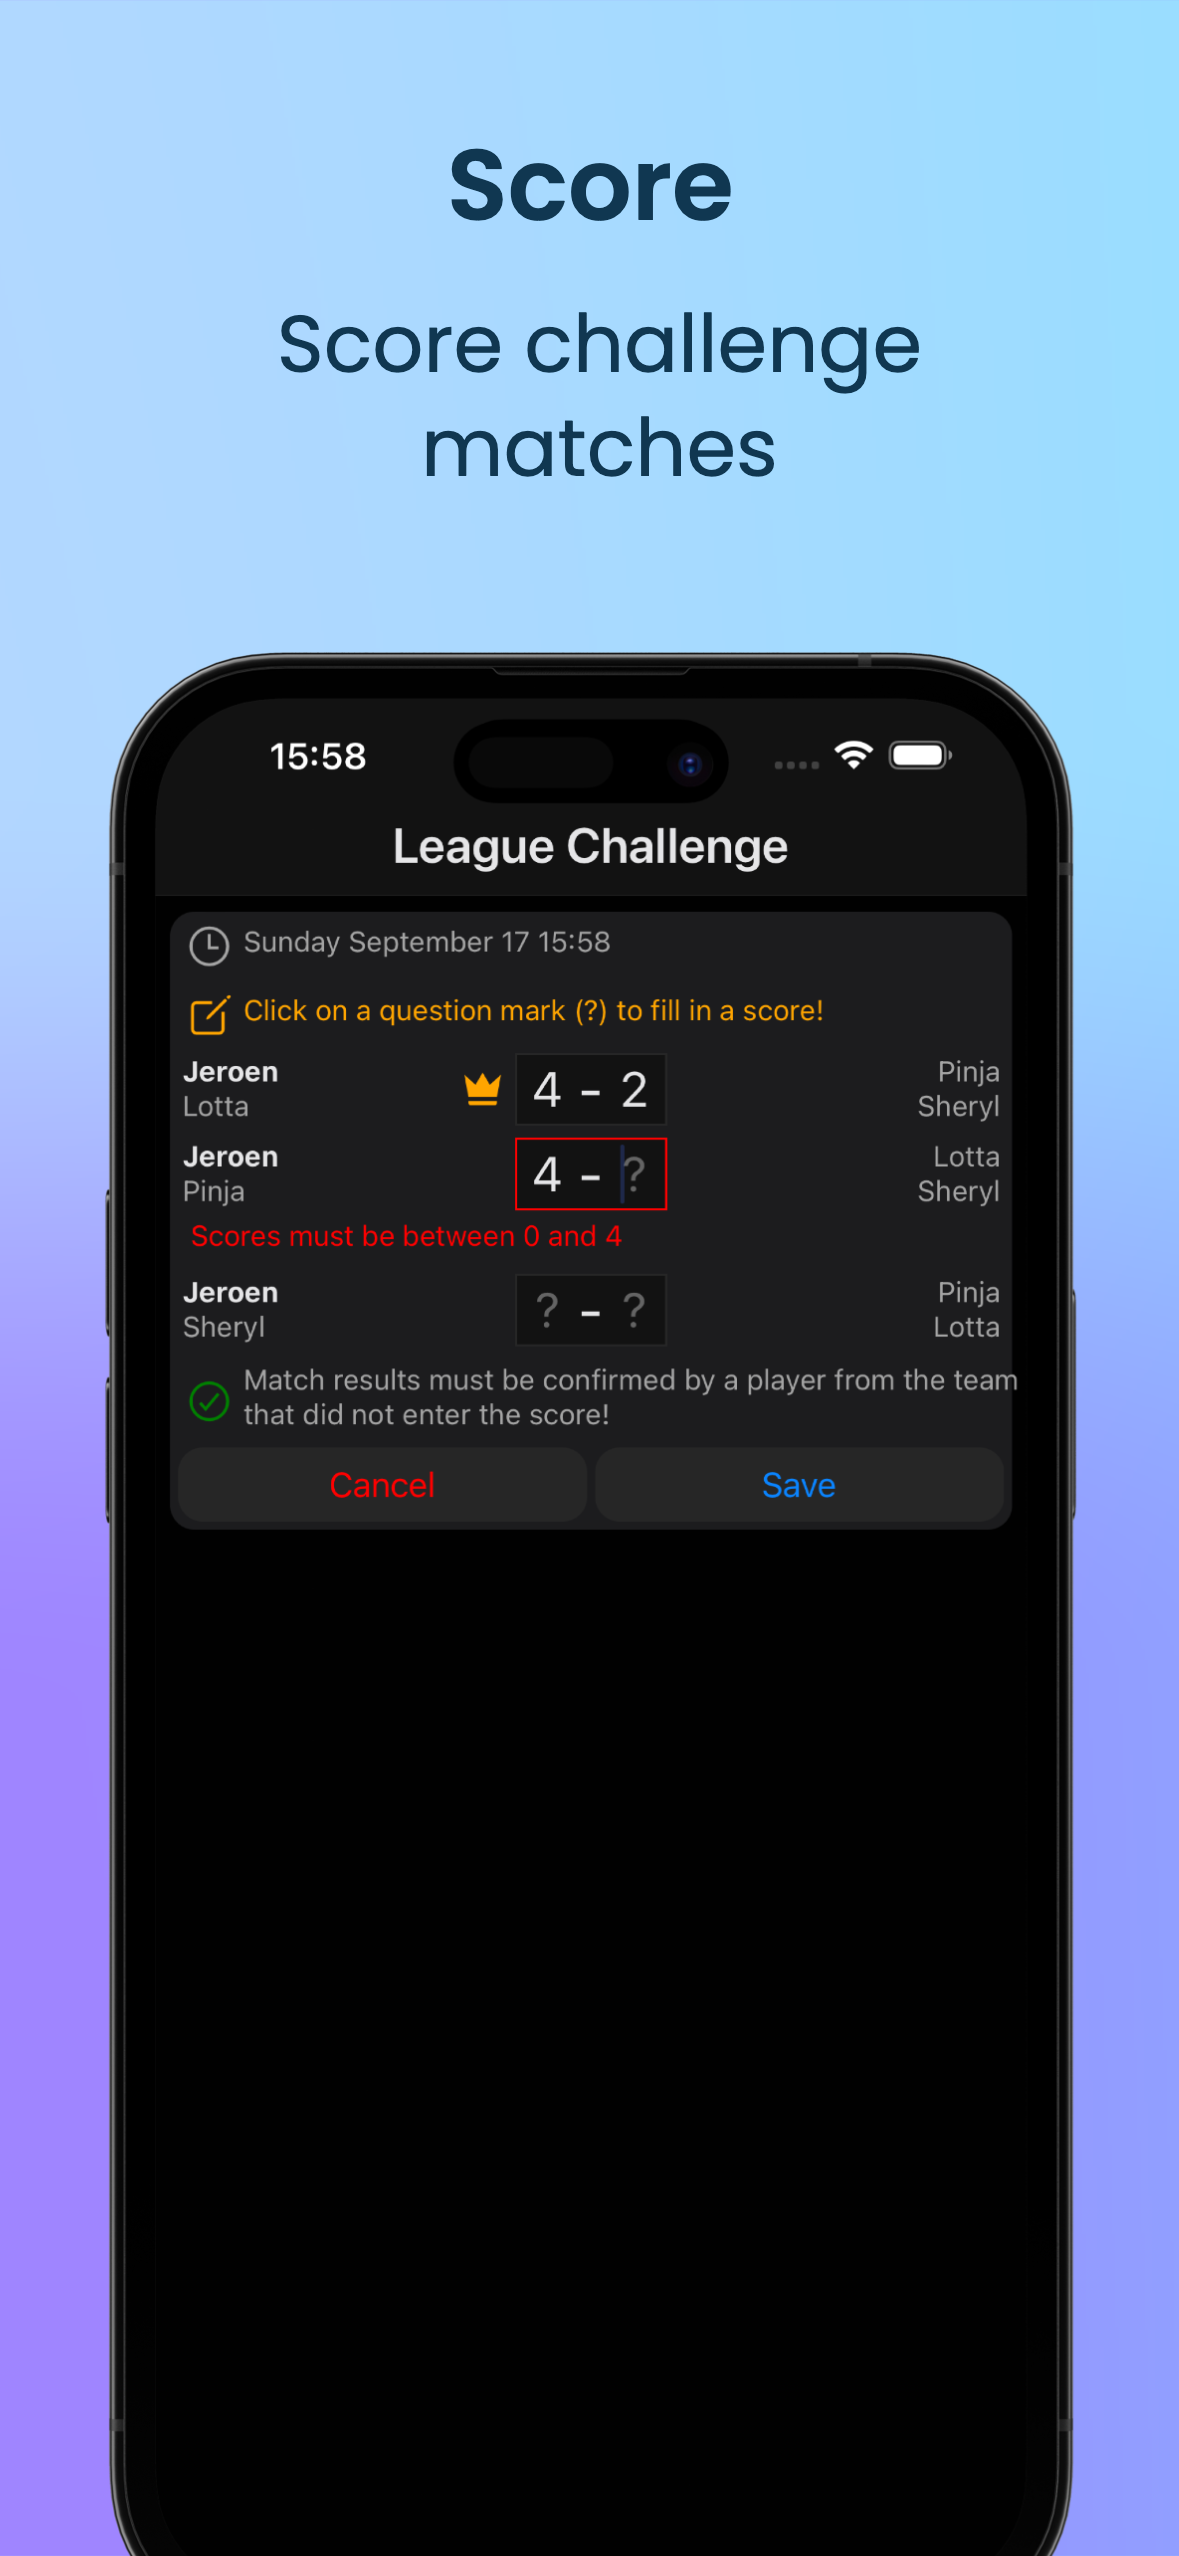 Score
Score challenge
matches
15:58
League Challenge
Sunday September 17 15:58
Click on a question mark (?) to fill in a score!
Jeroen
Lotta
4 - 2
Pinja
Sheryl
Jeroen
Pinja
4 - ?
Lotta
Sheryl
Scores must be between 0 and 4
Jeroen
Sheryl
? - ?
Pinja
Lotta
Match results must be confirmed by a player from the team
that did not enter the score!
Cancel
Save